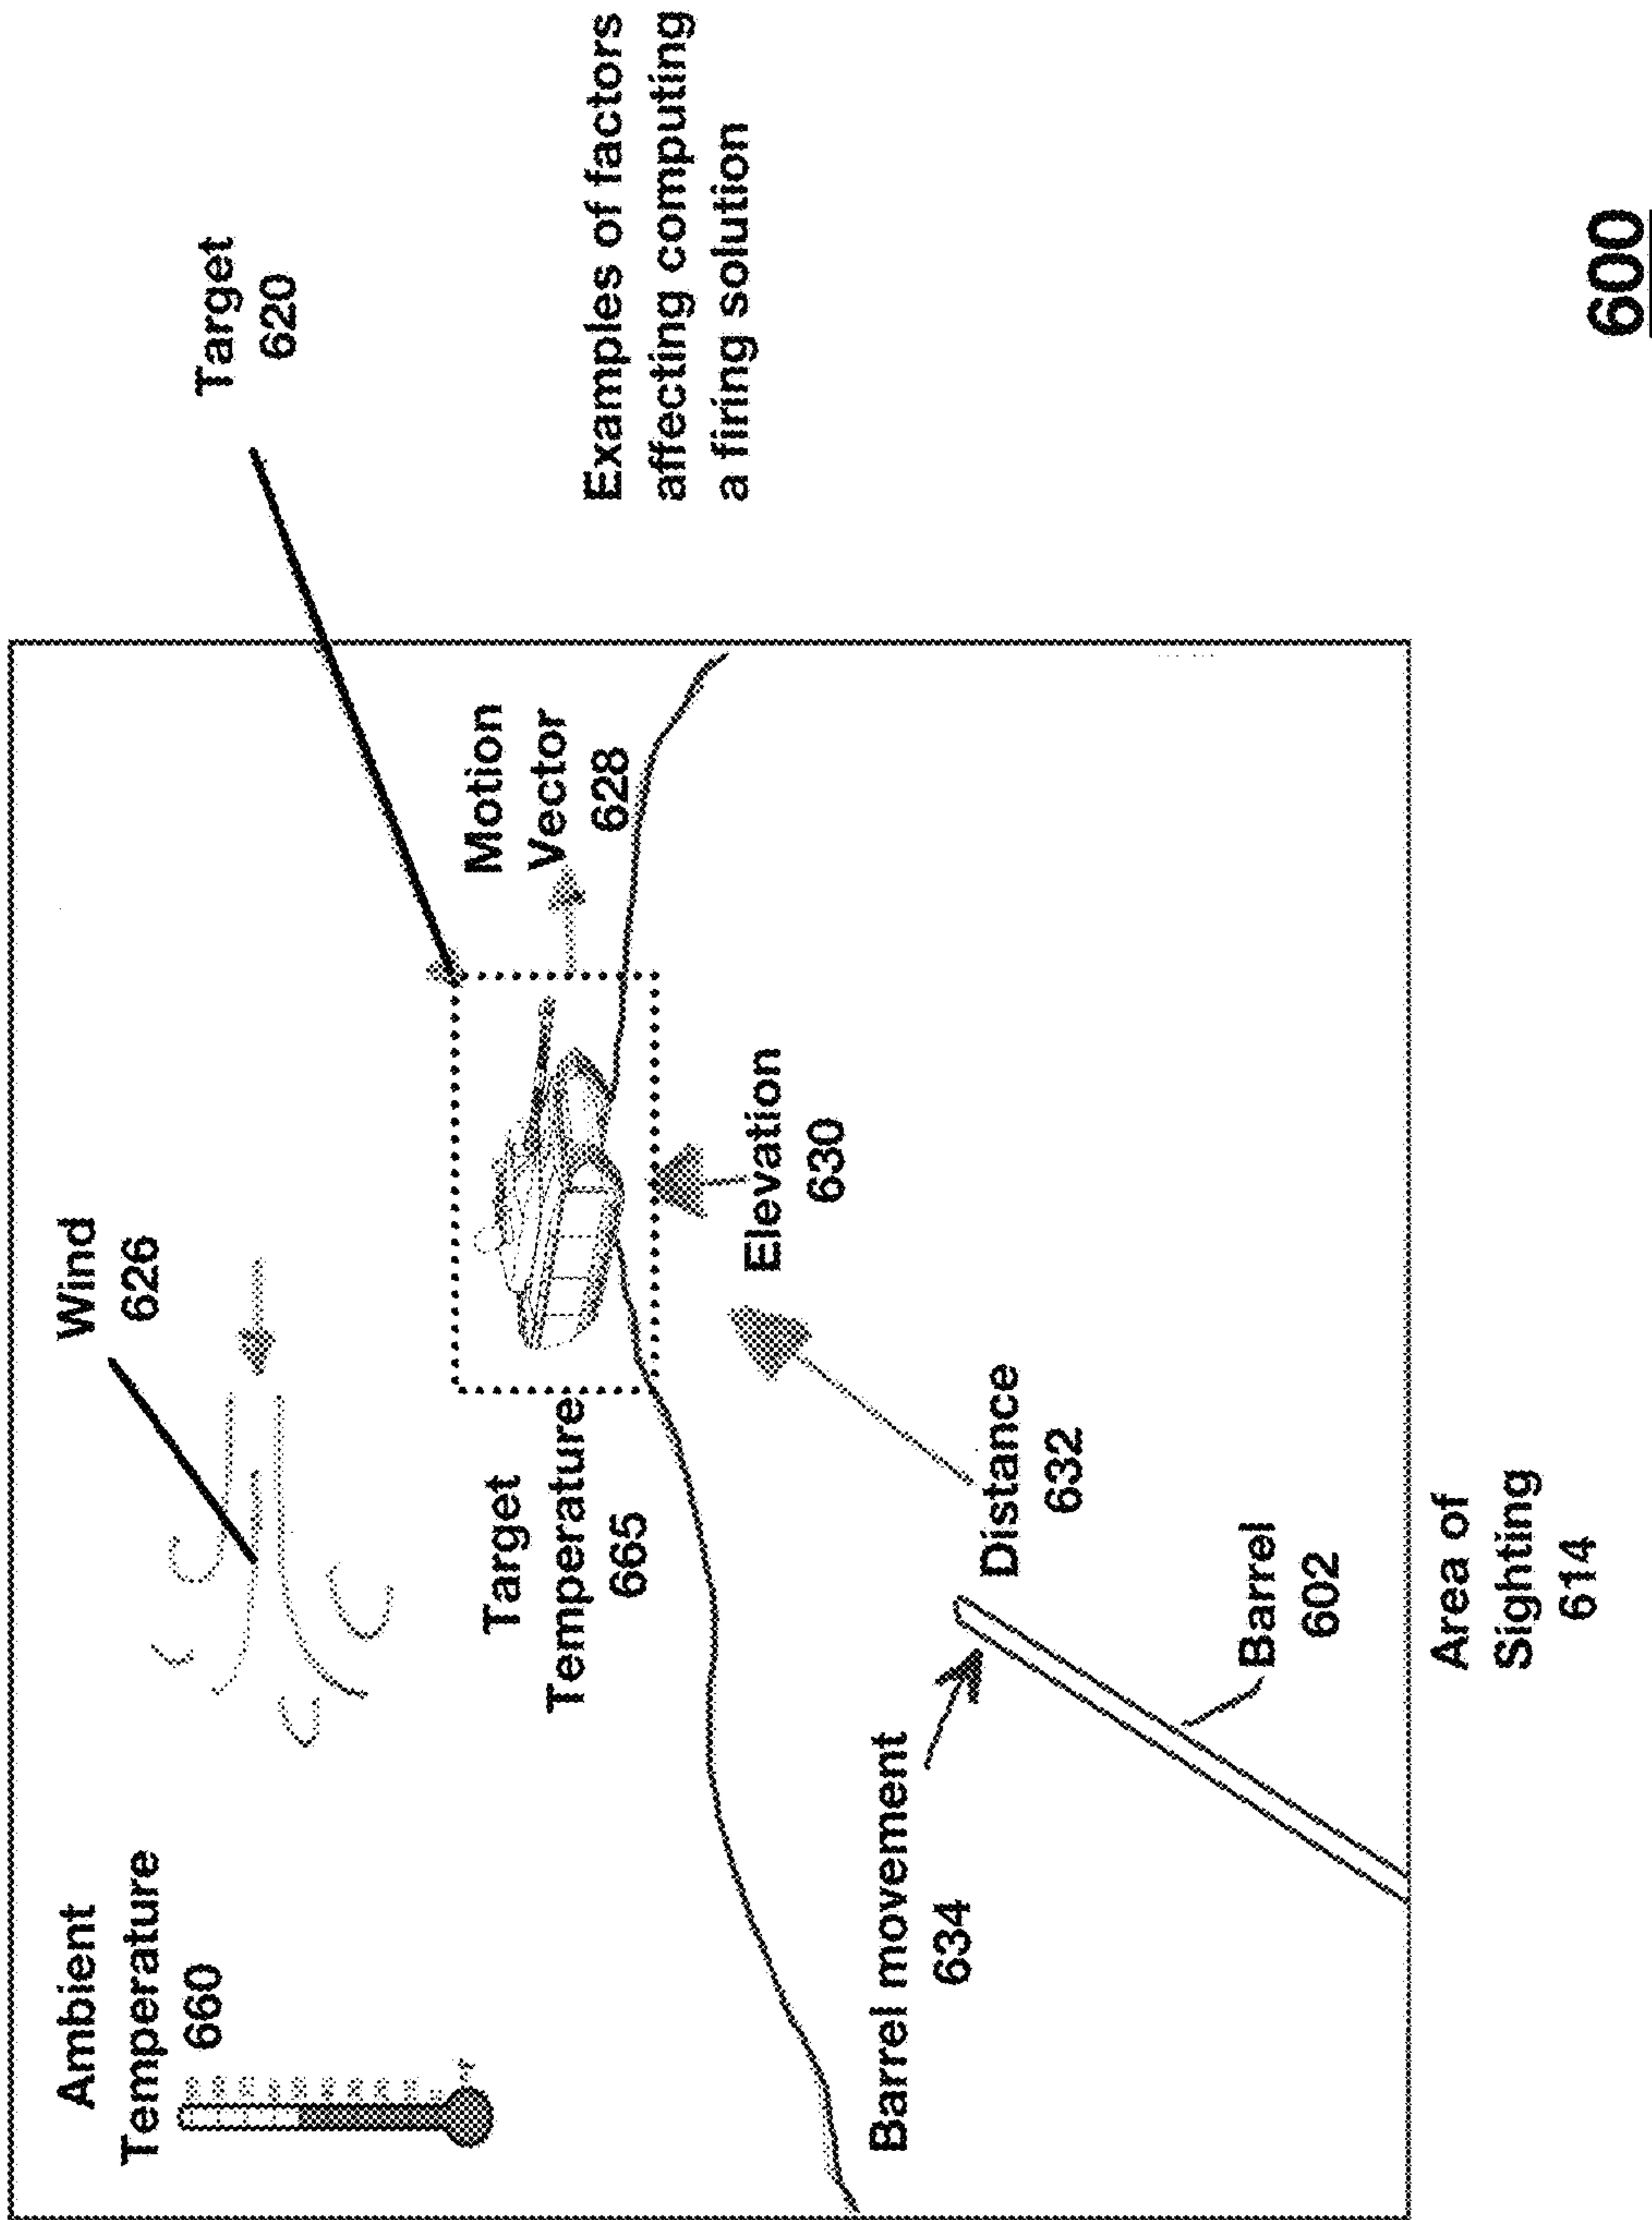 Ambient
Temperature
660
Wind
626
Target
620
Target
Temperature
665
Motion
Vector
628
Examples of factors
affecting computing
a firing solution
Elevation
630
Barrel movement
634
Distance
632
Barrel
602
Area of
Sighting
614
600